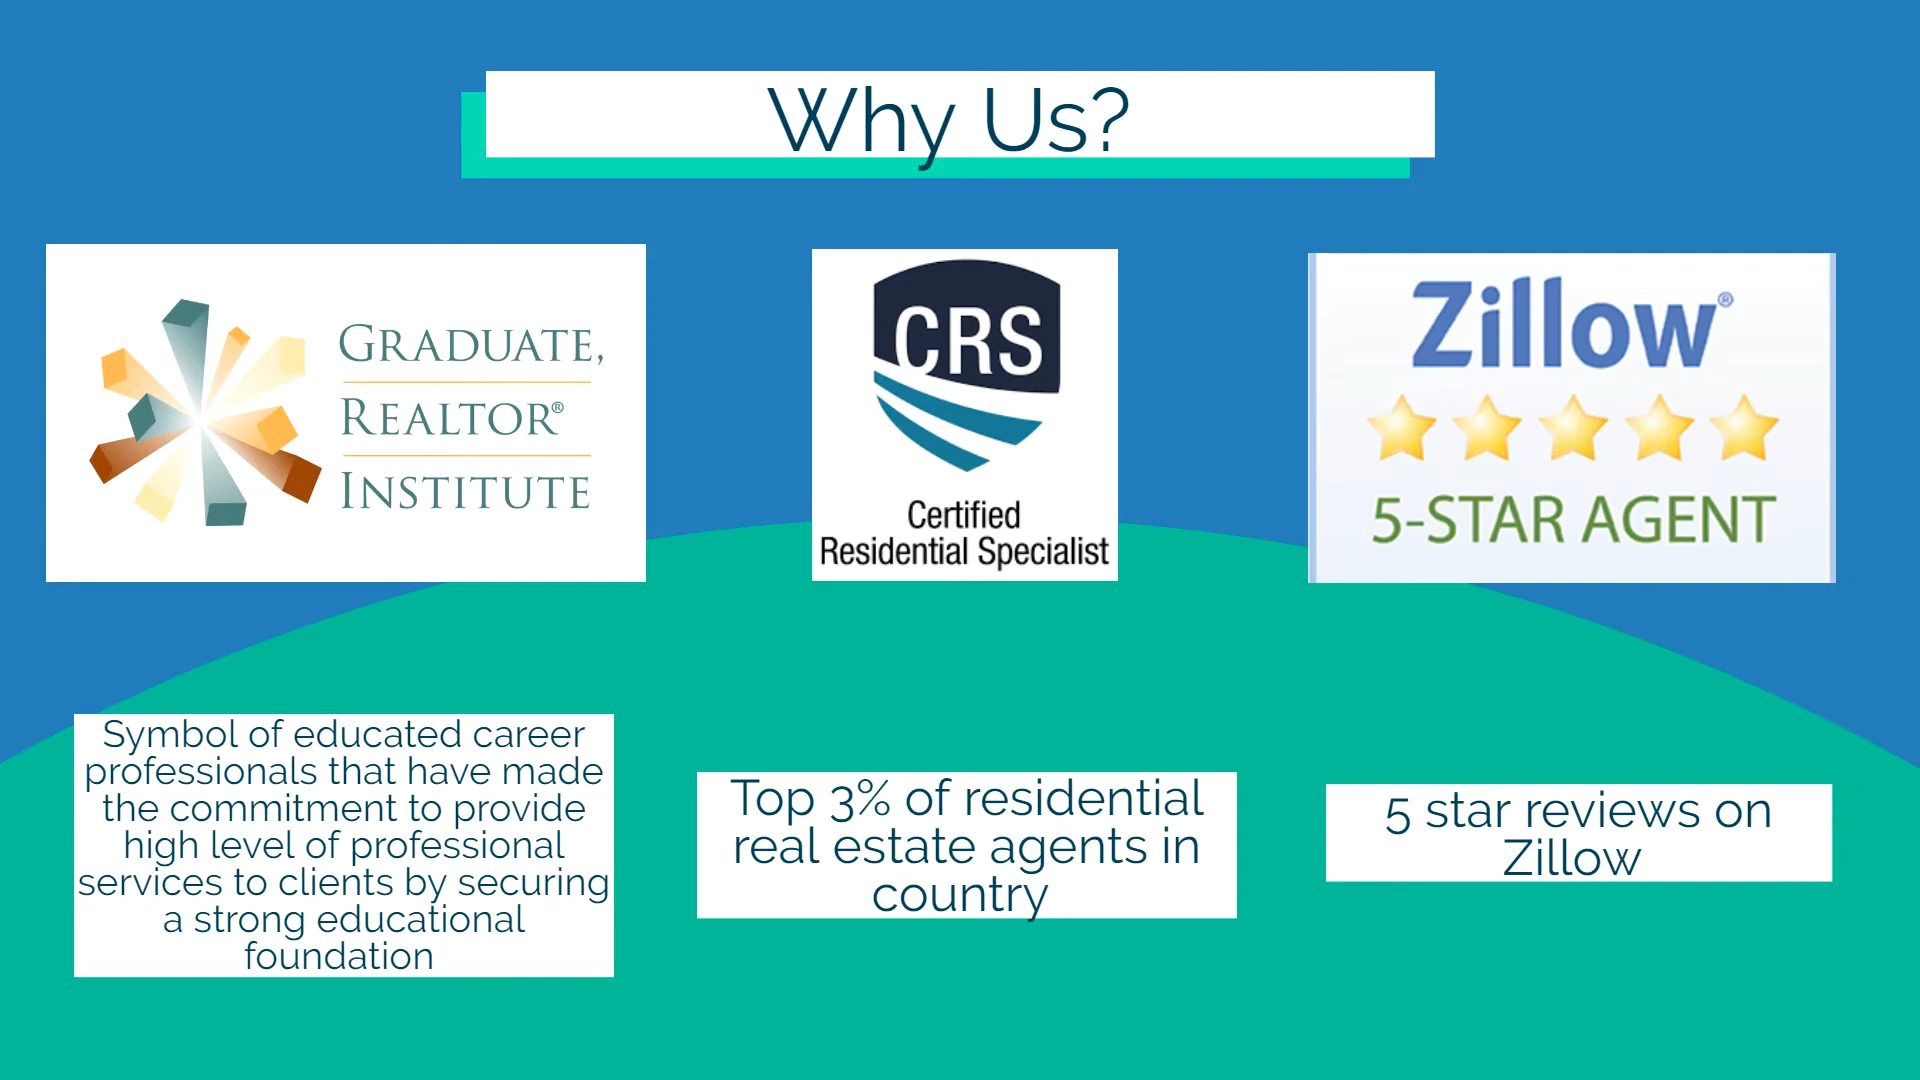 Why Us?
GRADUATE,
REALTOR®
INSTITUTE
CRS
Certified
Residential Specialist
Zillow®
5-STAR AGENT
Symbol of educated career
professionals that have made
the commitment to provide
high level of professional
services to clients by securing
a strong educational
foundation
Top 3% of residential
real estate agents in
country
5 star reviews on
Zillow